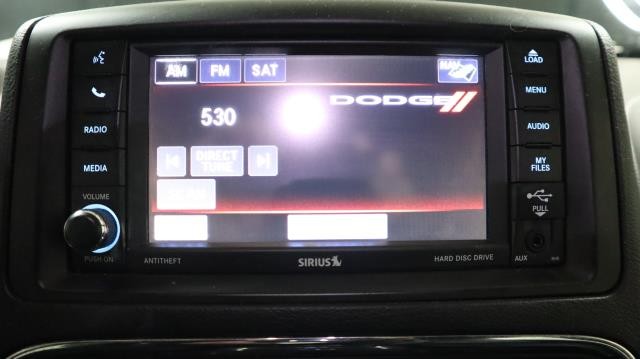 AM FM SAT NAV
DODGE
530
DIRECT
TUNE
RADIO
MEDIA
VOLUME
PUSH ON
LOAD
MENU
AUDIO
MY
FILES
PULL
ANTITHEFT
SIRIUS
HARD DISC DRIVE
AUX